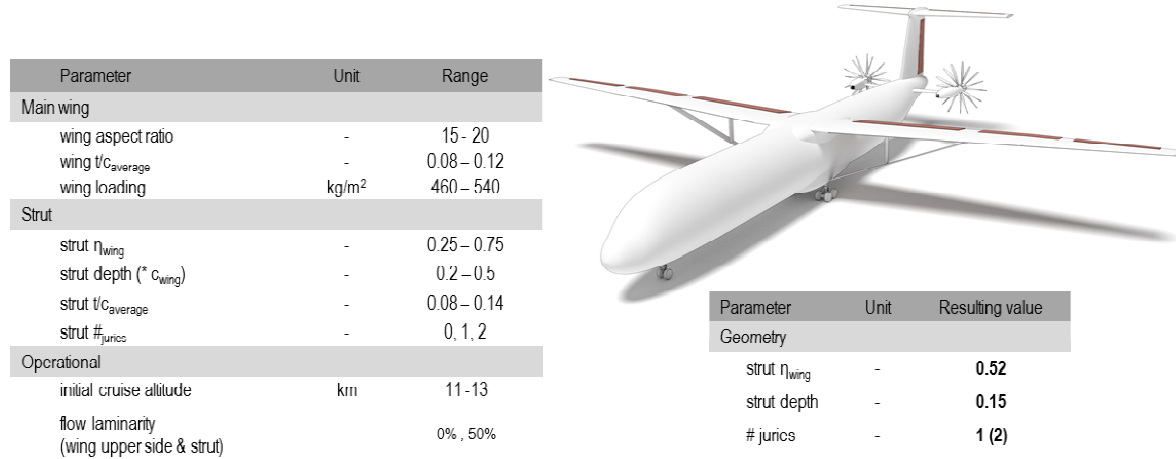 Parameter Unit Range
Main wing
wing aspect ratio - 15 - 20
wing t/caverage - 0.08 – 0.12
wing loading kg/m2 460 – 540
Strut
strut ηwing - 0.25 – 0.75
strut depth (* cwing) - 0.2 – 0.5
strut t/caverage - 0.08 – 0.14
strut #juries - 0, 1, 2
Operational
initial cruise altitude km 11 -13
flow laminarity
(wing upper side & strut) 0% , 50%
Parameter Unit Resulting value
Geometry
strut ηwing - 0.52
strut depth - 0.15
# juries - 1 (2)